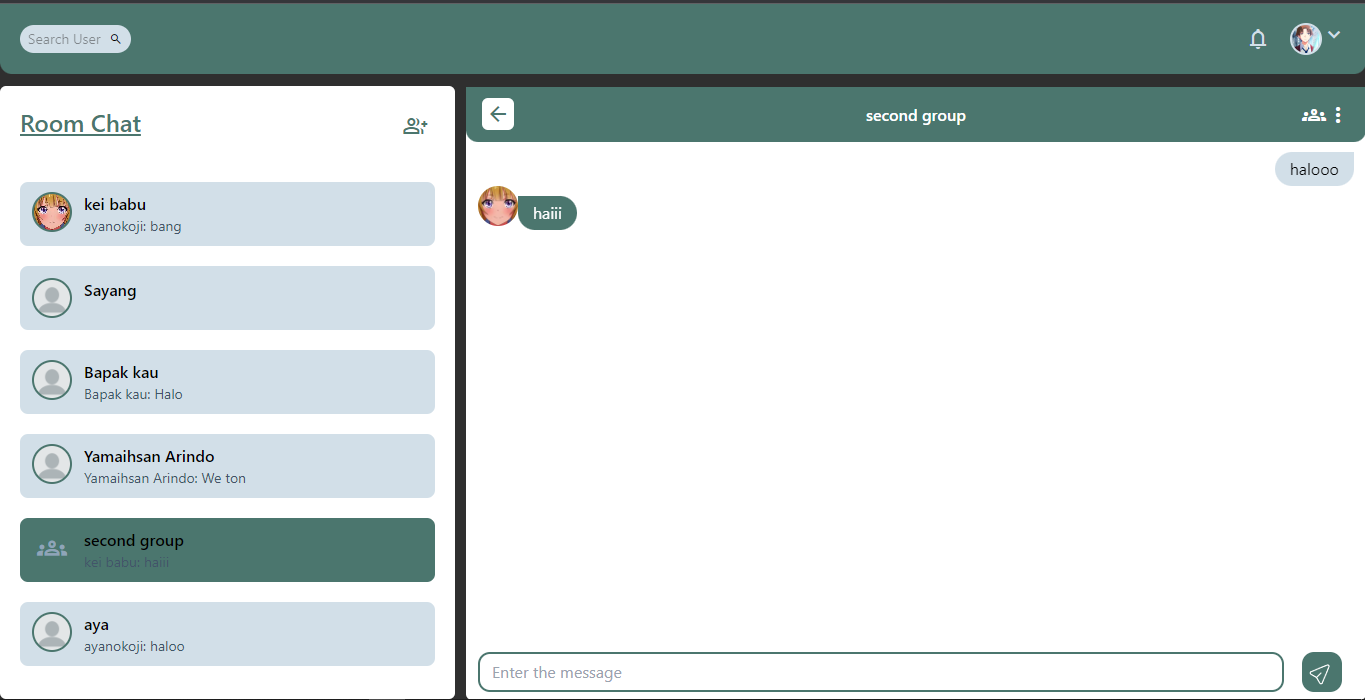 Search User
Room Chat
kei babu
ayanokoji: bang
Sayang
Bapak kau
Bapak kau: Halo
Yamaihsan Arindo
Yamaihsan Arindo: We ton
second group
kei babu: haiii
aya
ayanokoji: haloo
second group
halooo
haiii
Enter the message